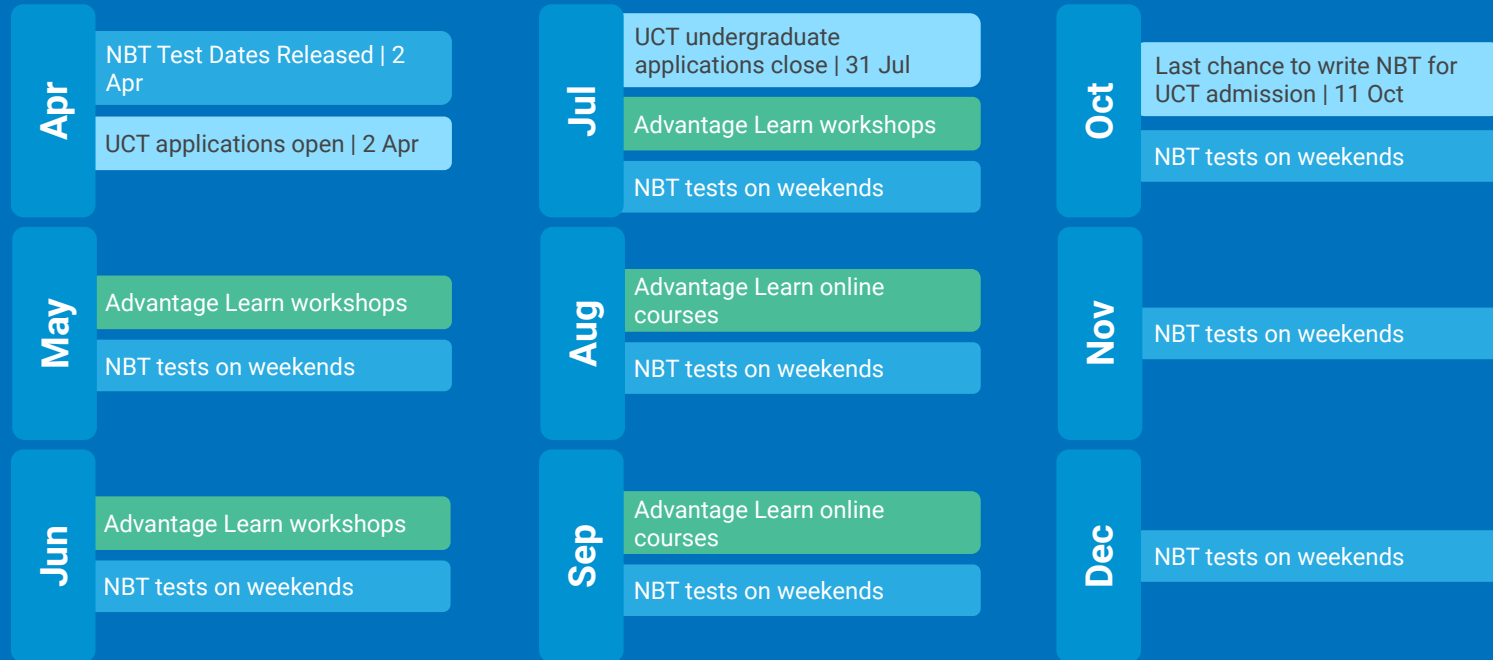 Apr
NBT Test Dates Released | 2
Apr
UCT applications open | 2 Apr
May
Advantage Learn workshops
NBT tests on weekends
Jun
Advantage Learn workshops
NBT tests on weekends
Jul
UCT undergraduate
applications close | 31 Jul
Advantage Learn workshops
NBT tests on weekends
Aug
Advantage Learn online
courses
NBT tests on weekends
Sep
Advantage Learn online
courses
NBT tests on weekends
Oct
Last chance to write NBT for
UCT admission | 11 Oct
NBT tests on weekends
Nov
NBT tests on weekends
Dec
NBT tests on weekends